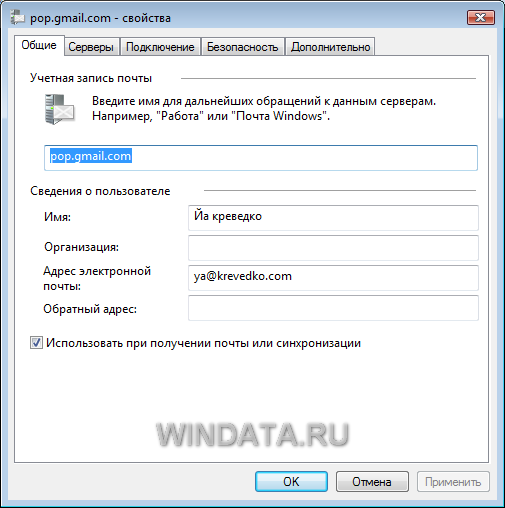 pop.gmail.com - свойства
Общие Серверы Подключение Безопасность Дополнительно
Учетная запись почты
Введите имя для дальнейших обращений к данным серверам.
Например, "Работа" или "Почта Windows".
pop.gmail.com
Сведения о пользователе
Имя: Йа креведко
Организация:
Адрес электронной
почты: ya@krevedko.com
Обратный адрес:
Использовать при получении почты или синхронизации
WINDATA.RU
OK Отмена Применить